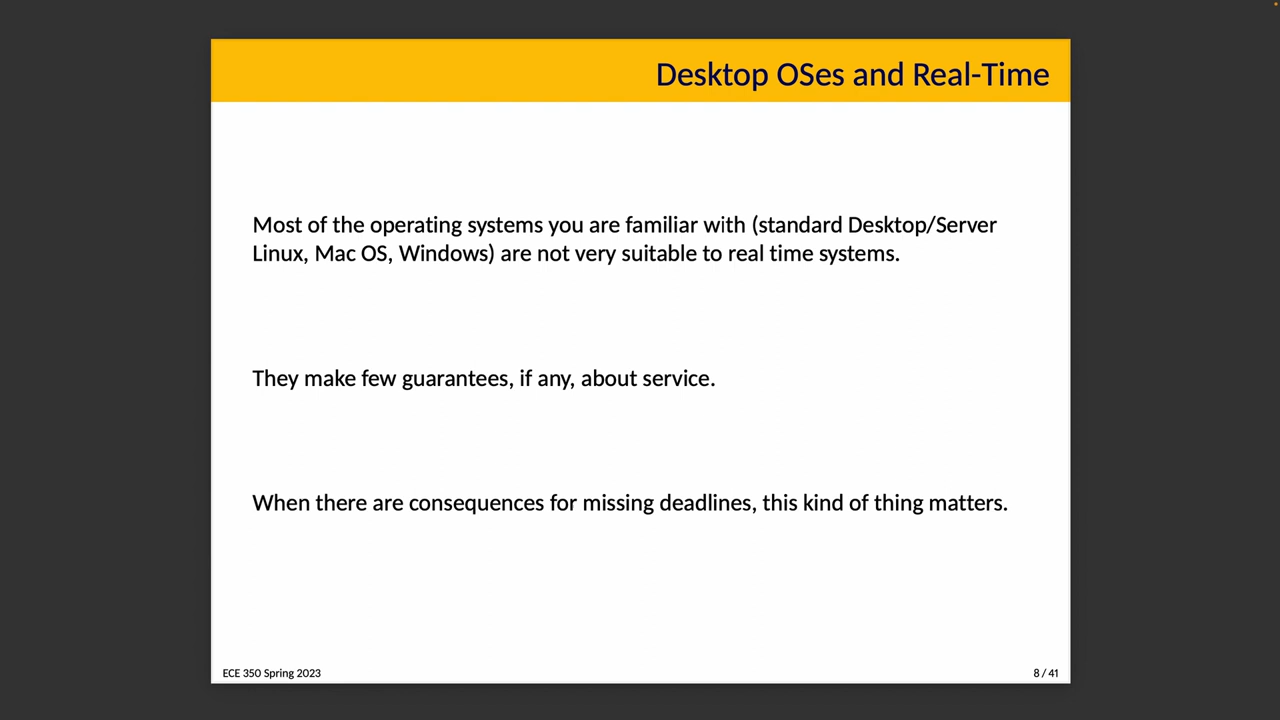 Desktop OSes and Real-Time
Most of the operating systems you are familiar with (standard Desktop/Server
Linux, Mac OS, Windows) are not very suitable to real time systems.
They make few guarantees, if any, about service.
When there are consequences for missing deadlines, this kind of thing matters.
ECE 350 Spring 2023
8 / 41